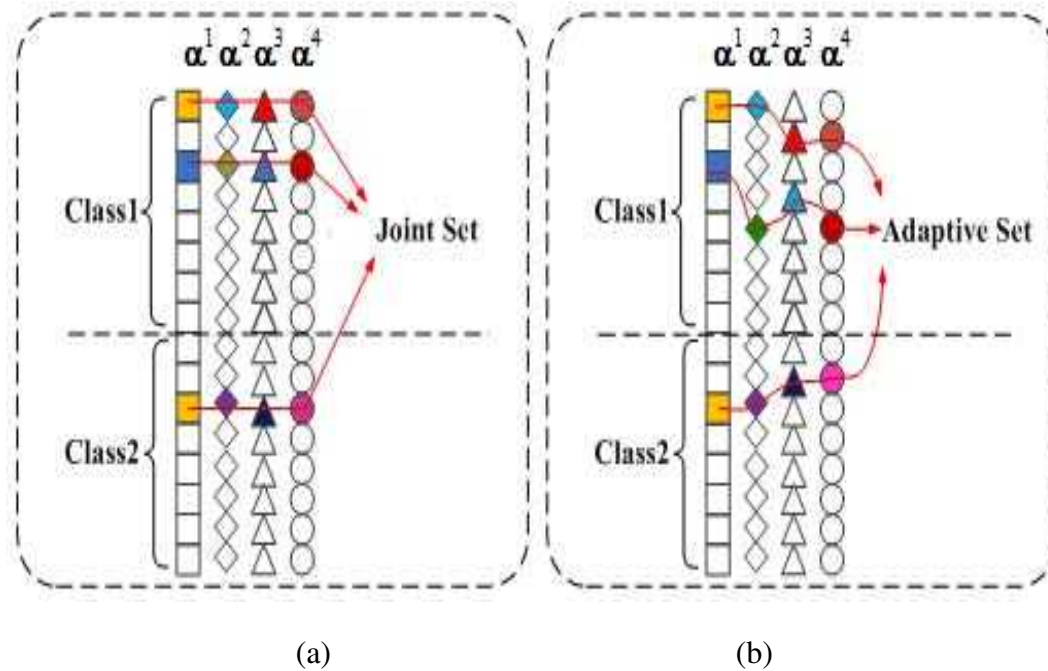 α¹ α² α³ α⁴
Class1
Joint Set
Class2
(a)
α¹ α² α³ α⁴
Class1
Adaptive Set
Class2
(b)